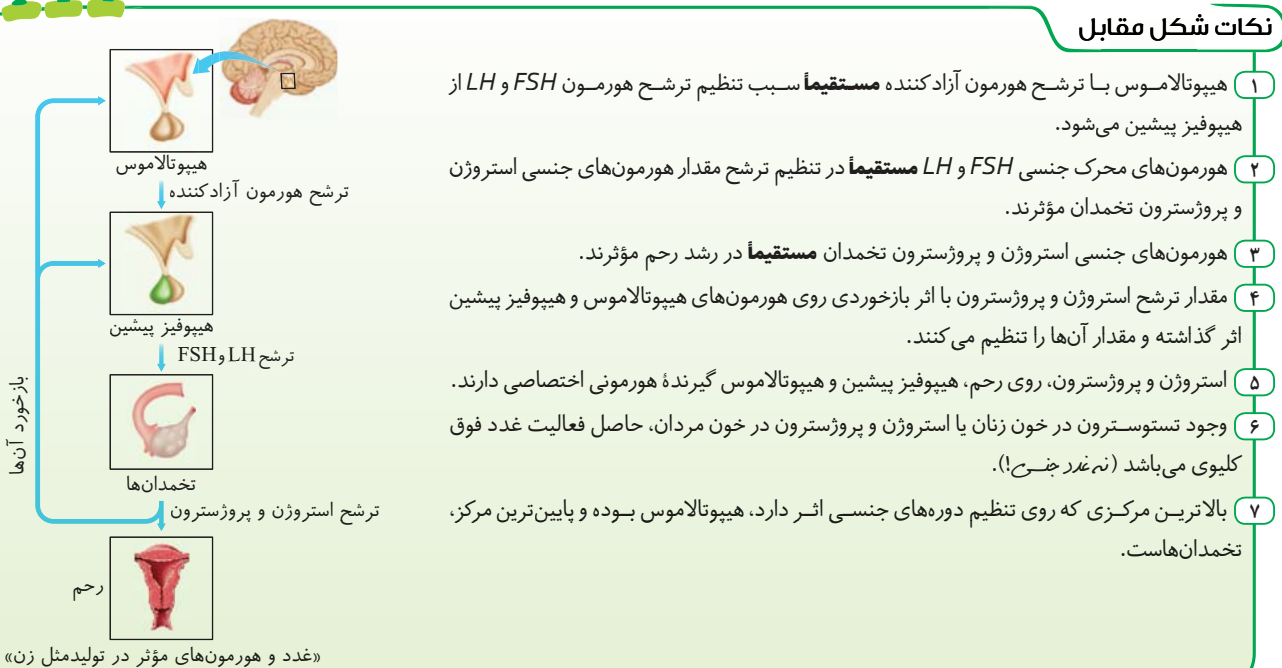 نکات شکل مقابل
۱ هیپوتالاموس با ترشح هورمون آزادکننده مستقیمأ سبب تنظیم ترشح هورمون FSH و LH از
هیپوفیز پیشین می‌شود.
۲ هورمون‌های محرک جنسی FSH و LH مستقیمأ در تنظیم ترشح مقدار هورمون‌های جنسی استروژن
و پروژسترون تخمدان مؤثرند.
۳ هورمون‌های جنسی استروژن و پروژسترون تخمدان مستقیمأ در رشد رحم مؤثرند.
۴ مقدار ترشح استروژن و پروژسترون با اثر بازخوردی روی هورمون‌های هیپوتالاموس و هیپوفیز پیشین
اثر گذاشته و مقدار آن‌ها را تنظیم می‌کنند.
۵ استروژن و پروژسترون، روی رحم، هیپوفیز پیشین و هیپوتالاموس گیرندهٔ هورمونی اختصاصی دارند.
۶ وجود تستوسترون در خون زنان یا استروژن و پروژسترون در خون مردان، حاصل فعالیت غدد فوق
کلیوی می‌باشد (نه غدد جنسی!).
۷ بالاترین مرکزی که روی تنظیم دوره‌های جنسی اثر دارد، هیپوتالاموس بوده و پایین‌ترین مرکز،
تخمدان‌هاست.
هیپوتالاموس
ترشح هورمون آزادکننده
هیپوفیز پیشین
ترشح LH و FSH
تخمدان‌ها
ترشح استروژن و پروژسترون
بازخورد آن‌ها
رحم
«غدد و هورمون‌های مؤثر در تولیدمثل زن»